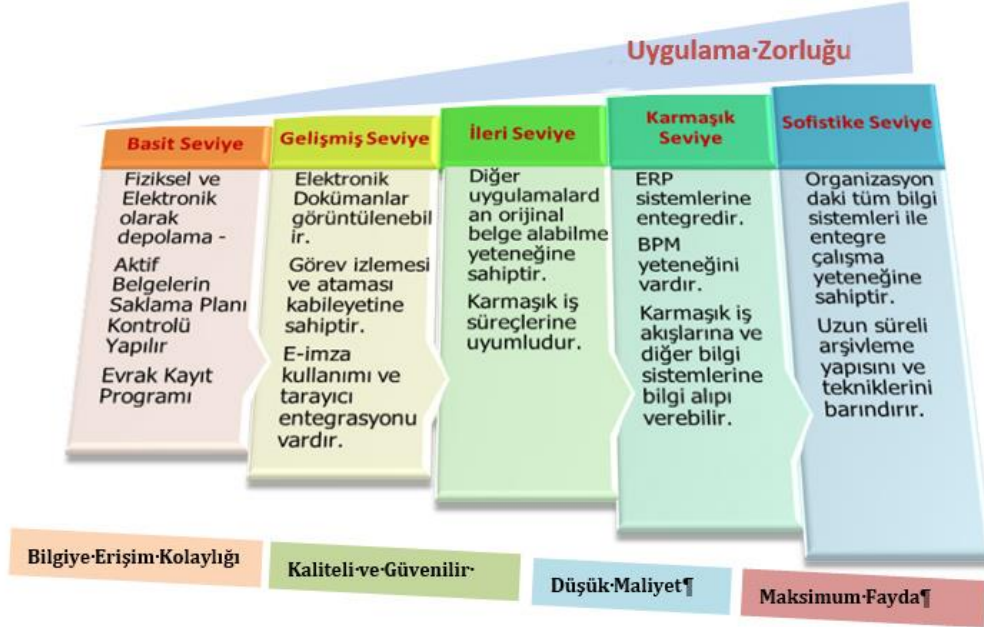 Uygulama·Zorluğu
Basit Seviye
Fiziksel ve
Elektronik
olarak
depolama -
Aktif
Belgelerin
Saklama Planı
Kontrolü
Yapılır
Evrak Kayıt
Programı
Gelişmiş Seviye
Elektronik
Dokümanlar
görüntülenebil
ir.
Görev izlemesi
ve ataması
kabileyetine
sahiptir.
E-imza
kullanımı ve
tarayıcı
entegrasyonu
vardır.
İleri Seviye
Diğer
uygulamalard
an orijinal
belge alabilme
yeteneğine
sahiptir.
Karmaşık iş
süreçlerine
uyumludur.
Karmaşık
Seviye
ERP
sistemlerine
entegredir.
BPM
yeteneğini
vardır.
Karmaşık iş
akışlarına ve
diğer bilgi
sistemlerine
bilgi alıpı
verebilir.
Sofistike Seviye
Organizasyon
daki tüm bilgi
sistemleri ile
entegre
çalışma
yeteneğine
sahiptir.
Uzun süreli
arşivleme
yapısını ve
tekniklerini
barındırır.
Bilgiye·Erişim·Kolaylığı
Kaliteli·ve·Güvenilir·
Düşük·Maliyet¶
Maksimum·Fayda¶